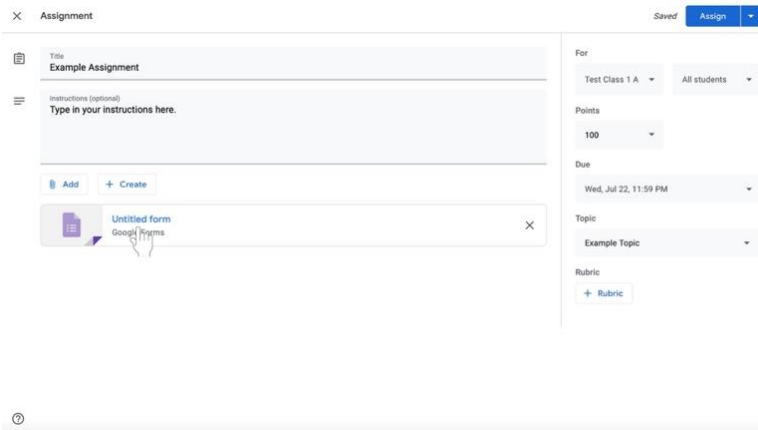 Assignment
Saved
Assign
Title
Example Assignment
Instructions (optional)
Type in your instructions here.
Add
+ Create
Untitled form
Google Forms
For
Test Class 1 A
All students
Points
100
Due
Wed, Jul 22, 11:59 PM
Topic
Example Topic
Rubric
+ Rubric